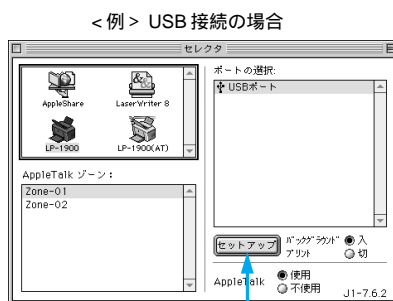 <例> USB接続の場合
セレクタ
AppleShare
LaserWriter 8
LP-1900
LP-1900(AT)
ポートの選択:
USBポート
AppleTalk ゾーン:
Zone-01
Zone-02
セットアップ
バックグラウンド プリント
入
切
AppleTalk
使用
不使用
J1-7.6.2